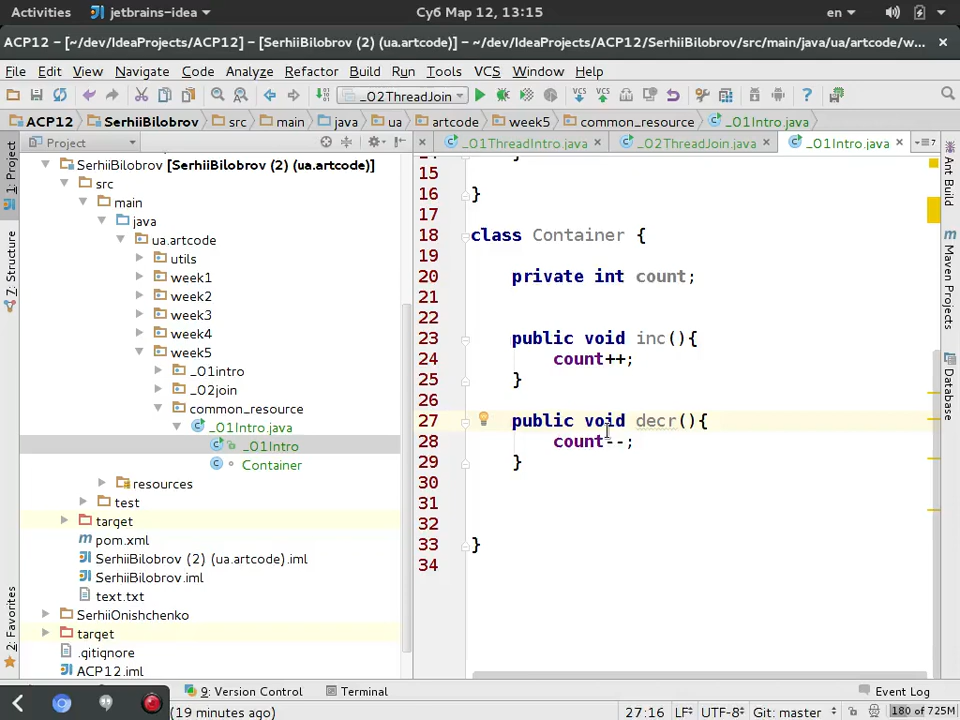 Activities jetbrains-idea Суб Мар 12, 13:15 en
ACP12 – [~/dev/IdeaProjects/ACP12] – [SerhiiBilobrov (2) (ua.artcode)] – ~/dev/IdeaProjects/ACP12/SerhiiBilobrov/src/main/java/ua/artcode/w...
File Edit View Navigate Code Analyze Refactor Build Run Tools VCS Window Help
_02ThreadJoin VCS VCS ?
ACP12 SerhiiBilobrov src main java ua artcode week5 common_resource _01Intro.java
Project
_01ThreadIntro.java _02ThreadJoin.java _01Intro.java 7
1: Project
7: Structure
2: Favorites
SerhiiBilobrov [SerhiiBilobrov (2) (ua.artcode)]
src
main
java
ua.artcode
utils
week1
week2
week3
week4
week5
_01intro
_02join
common_resource
_01Intro.java
_01Intro
Container
resources
test
target
pom.xml
SerhiiBilobrov (2) (ua.artcode).iml
SerhiiBilobrov.iml
text.txt
SerhiiOnishchenko
target
.gitignore
ACP12.iml
15 }
16 }
17
18 class Container {
19
20 private int count;
21
22
23 public void inc(){
24 count++;
25 }
26
27 public void decr(){
28 count--;
29 }
30
31
32
33 }
34
Ant Build
Maven Projects
Database
9: Version Control Terminal Event Log
(19 minutes ago) 27:16 LF UTF-8 Git: master 180 of 725M